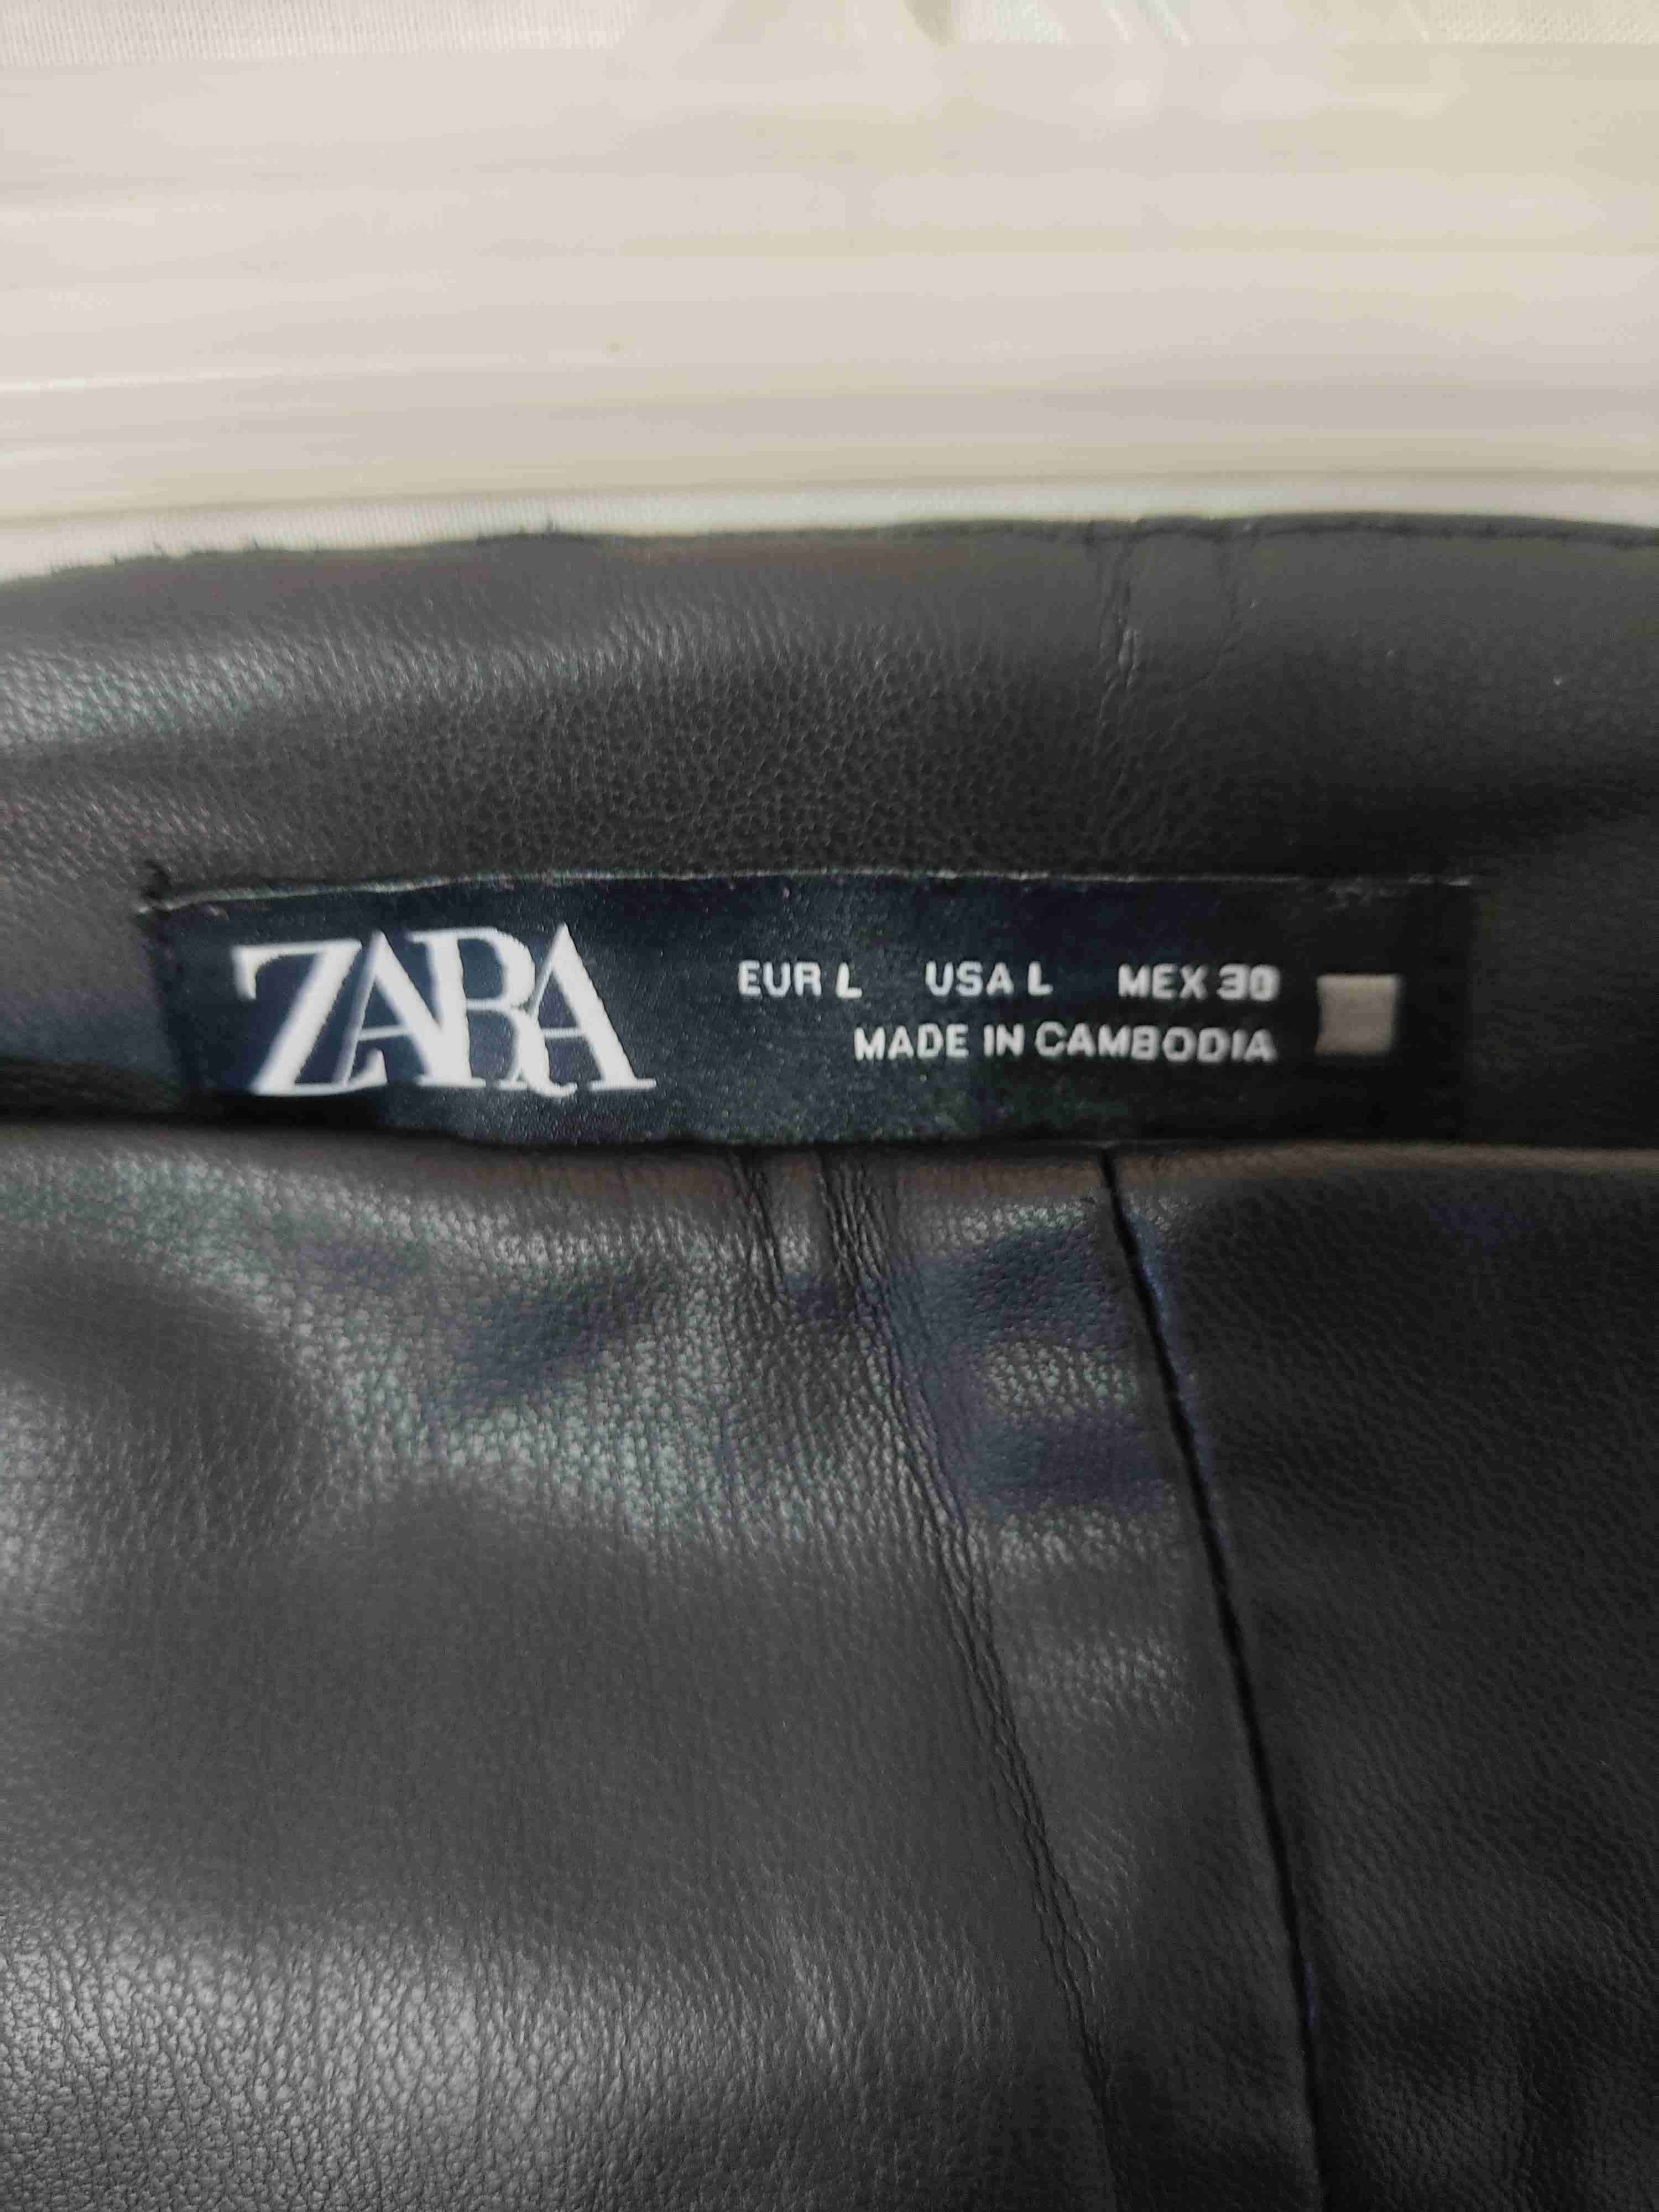 ZARA
EUR L USA L MEX 30
MADE IN CAMBODIA